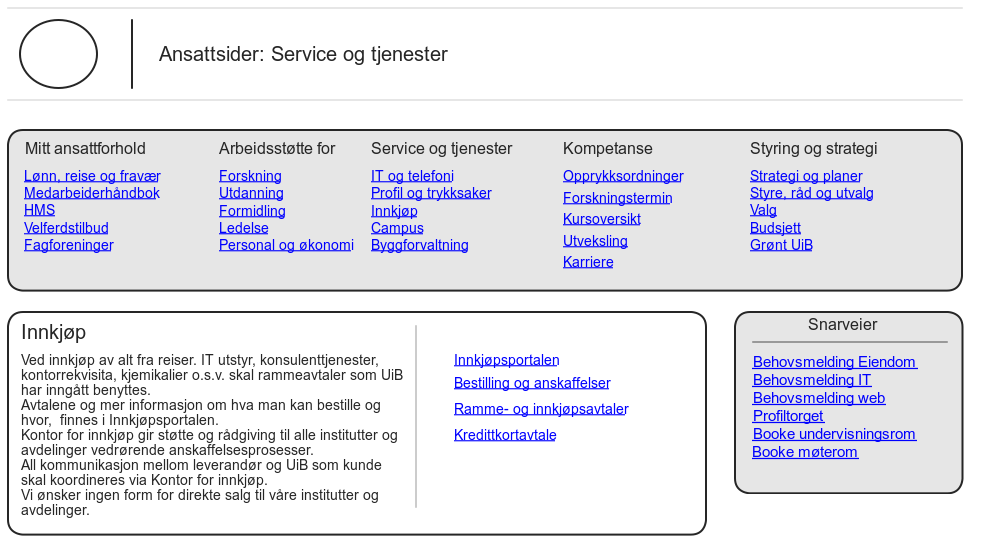 Ansattsider: Service og tjenester
Mitt ansattforhold
Lønn, reise og fravær
Medarbeiderhåndbok
HMS
Velferdstilbud
Fagforeninger
Arbeidsstøtte for
Forskning
Utdanning
Formidling
Ledelse
Personal og økonomi
Service og tjenester
IT og telefoni
Profil og trykksaker
Innkjøp
Campus
Byggforvaltning
Kompetanse
Opprykksordninger
Forskningstermin
Kursoversikt
Utveksling
Karriere
Styring og strategi
Strategi og planer
Styre, råd og utvalg
Valg
Budsjett
Grønt UiB
Innkjøp
Ved innkjøp av alt fra reiser. IT utstyr, konsulenttjenester,
kontorrekvisita, kjemikalier o.s.v. skal rammeavtaler som UiB
har inngått benyttes.
Avtalene og mer informasjon om hva man kan bestille og
hvor,  finnes i Innkjøpsportalen.
Kontor for innkjøp gir støtte og rådgiving til alle institutter og
avdelinger vedrørende anskaffelsesprosesser.
All kommunikasjon mellom leverandør og UiB som kunde
skal koordineres via Kontor for innkjøp.
Vi ønsker ingen form for direkte salg til våre institutter og
avdelinger.
Innkjøpsportalen
Bestilling og anskaffelser
Ramme- og innkjøpsavtaler
Kredittkortavtale
Snarveier
Behovsmelding Eiendom
Behovsmelding IT
Behovsmelding web
Profiltorget
Booke undervisningsrom
Booke møterom